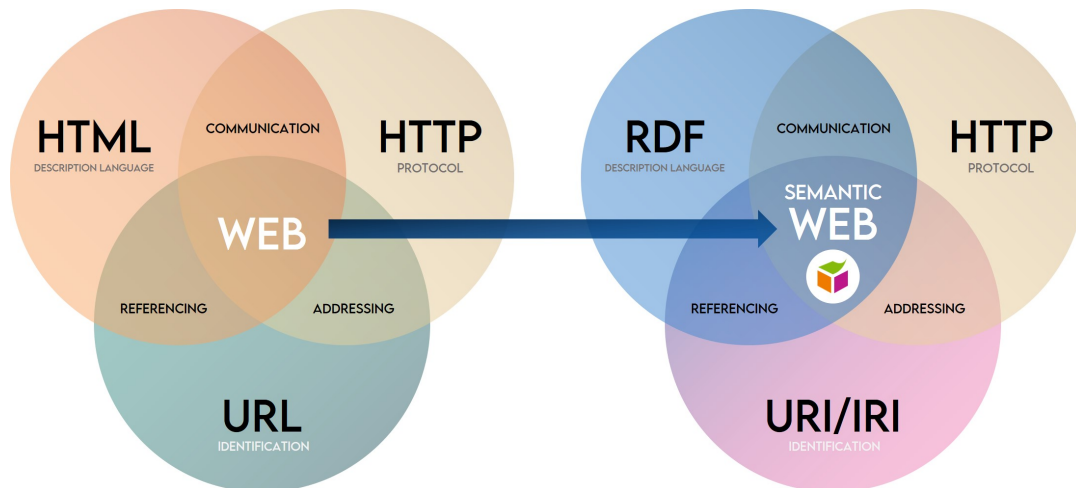 HTML
DESCRIPTION LANGUAGE
COMMUNICATION
HTTP
PROTOCOL
WEB
REFERENCING
ADDRESSING
URL
IDENTIFICATION
RDF
DESCRIPTION LANGUAGE
COMMUNICATION
HTTP
PROTOCOL
SEMANTIC
WEB
REFERENCING
ADDRESSING
URI/IRI
IDENTIFICATION